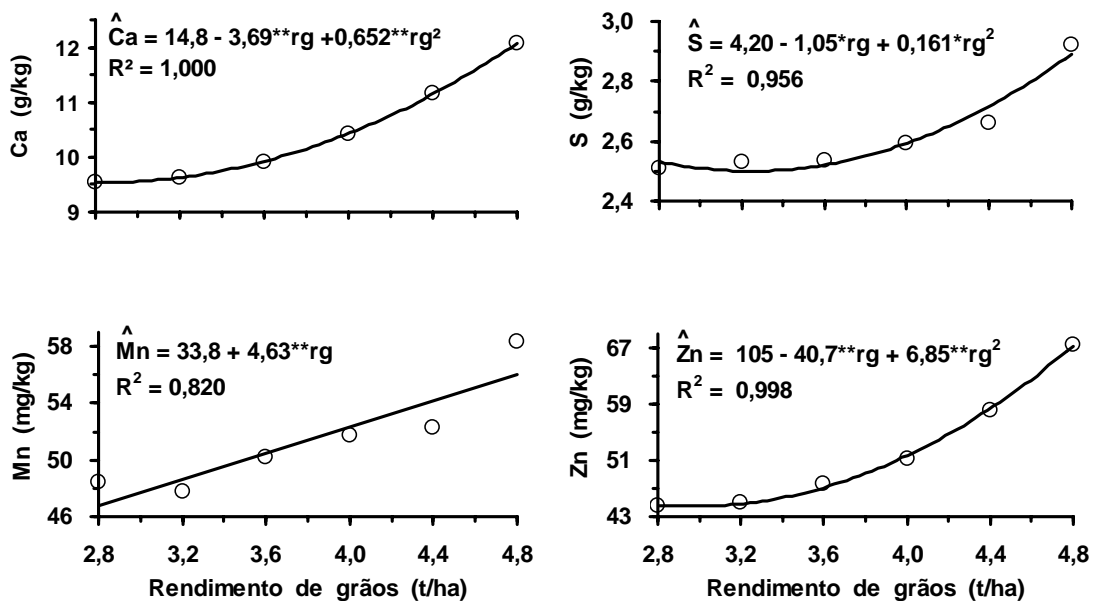 ^
Ca = 14,8 - 3,69**rg +0,652**rg²
R² = 1,000
Ca (g/kg)
12
11
10
9
^
S = 4,20 - 1,05*rg + 0,161*rg²
R² = 0,956
S (g/kg)
3,0
2,8
2,6
2,4
^
Mn = 33,8 + 4,63**rg
R² = 0,820
Mn (mg/kg)
58
54
50
46
2,8 3,2 3,6 4,0 4,4 4,8
Rendimento de grãos (t/ha)
^
Zn = 105 - 40,7**rg + 6,85**rg²
R² = 0,998
Zn (mg/kg)
67
59
51
43
2,8 3,2 3,6 4,0 4,4 4,8
Rendimento de grãos (t/ha)